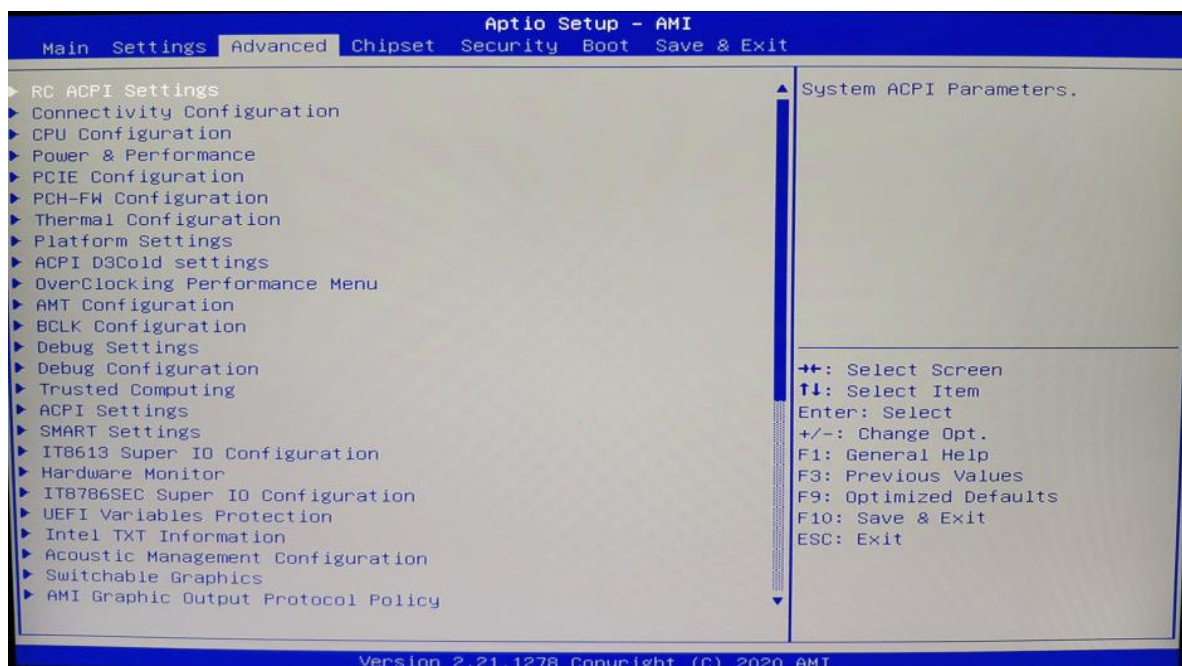 Aptio Setup – AMI
Main Settings Advanced Chipset Security Boot Save & Exit
RC ACPI Settings
Connectivity Configuration
CPU Configuration
Power & Performance
PCIE Configuration
PCH-FW Configuration
Thermal Configuration
Platform Settings
ACPI D3Cold settings
OverClocking Performance Menu
AMT Configuration
BCLK Configuration
Debug Settings
Debug Configuration
Trusted Computing
ACPI Settings
SMART Settings
IT8613 Super IO Configuration
Hardware Monitor
IT8786SEC Super IO Configuration
UEFI Variables Protection
Intel TXT Information
Acoustic Management Configuration
Switchable Graphics
AMI Graphic Output Protocol Policy
System ACPI Parameters.
→←: Select Screen
↑↓: Select Item
Enter: Select
+/-: Change Opt.
F1: General Help
F3: Previous Values
F9: Optimized Defaults
F10: Save & Exit
ESC: Exit
Version 2.21.1278 Copyright (C) 2020 AMI